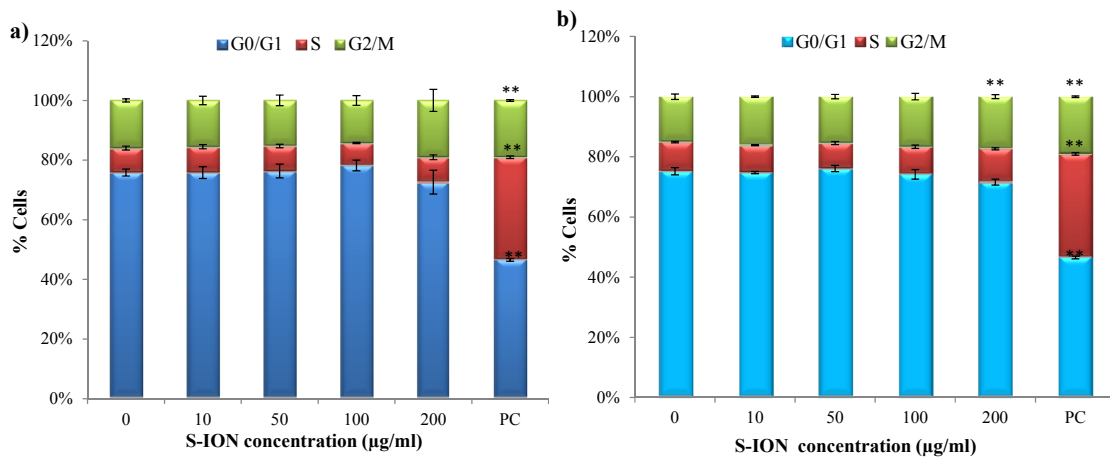 a)
G0/G1 S G2/M
120%
100%
80%
60%
40%
20%
0%
% Cells
**
**
**
0 10 50 100 200 PC
S-ION concentration (µg/ml)
b)
G0/G1 S G2/M
120%
100%
80%
60%
40%
20%
0%
% Cells
** **
**
**
0 10 50 100 200 PC
S-ION concentration (µg/ml)